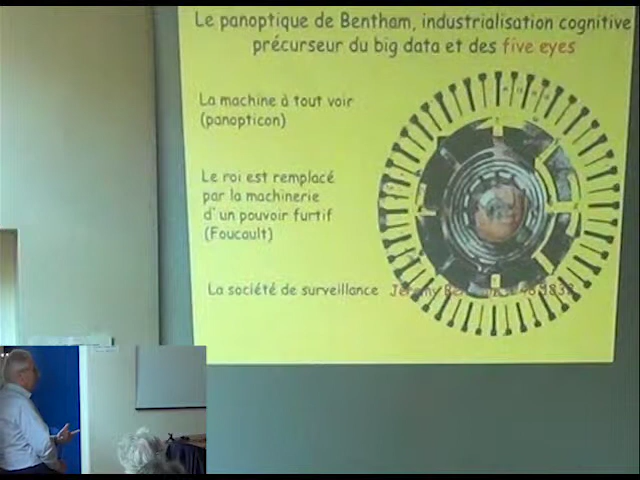 Le panoptique de Bentham, industrialisation cognitive
précurseur du big data et des five eyes
La machine à tout voir
(panopticon)
Le roi est remplacé
par la machinerie
d'un pouvoir furtif
(Foucault)
La société de surveillance